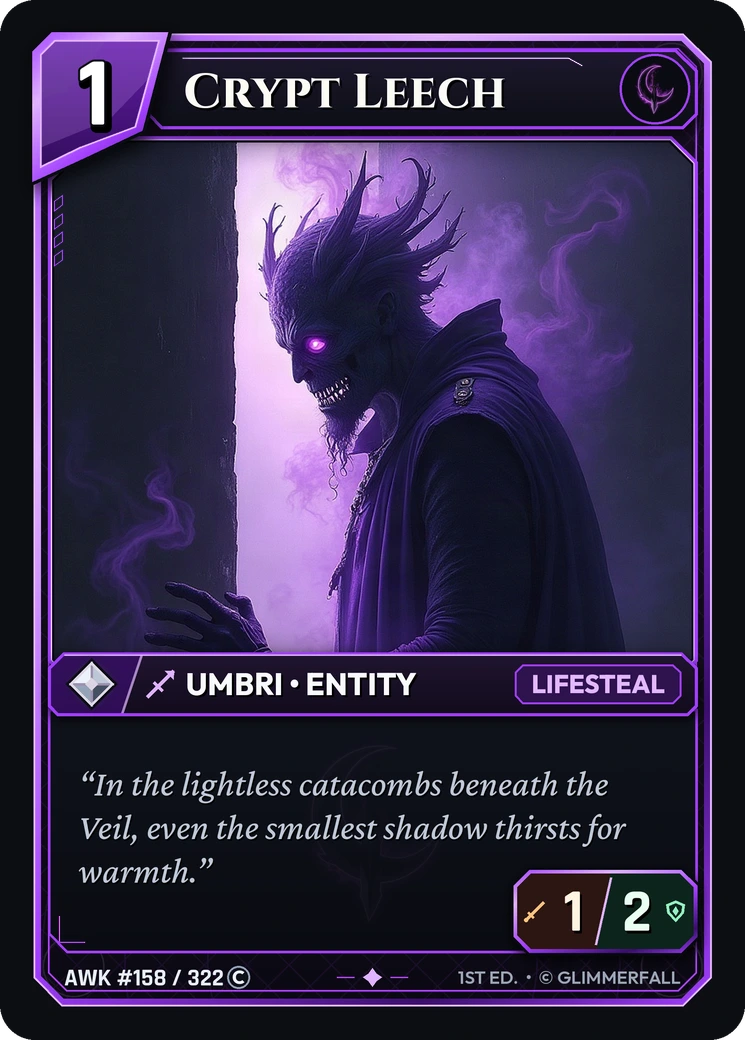 1
CRYPT LEECH
UMBRI • ENTITY
LIFESTEAL
“In the lightless catacombs beneath the
Veil, even the smallest shadow thirsts for
warmth.”
1 / 2
AWK #158 / 322 Ⓒ
1ST ED. • © GLIMMERFALL